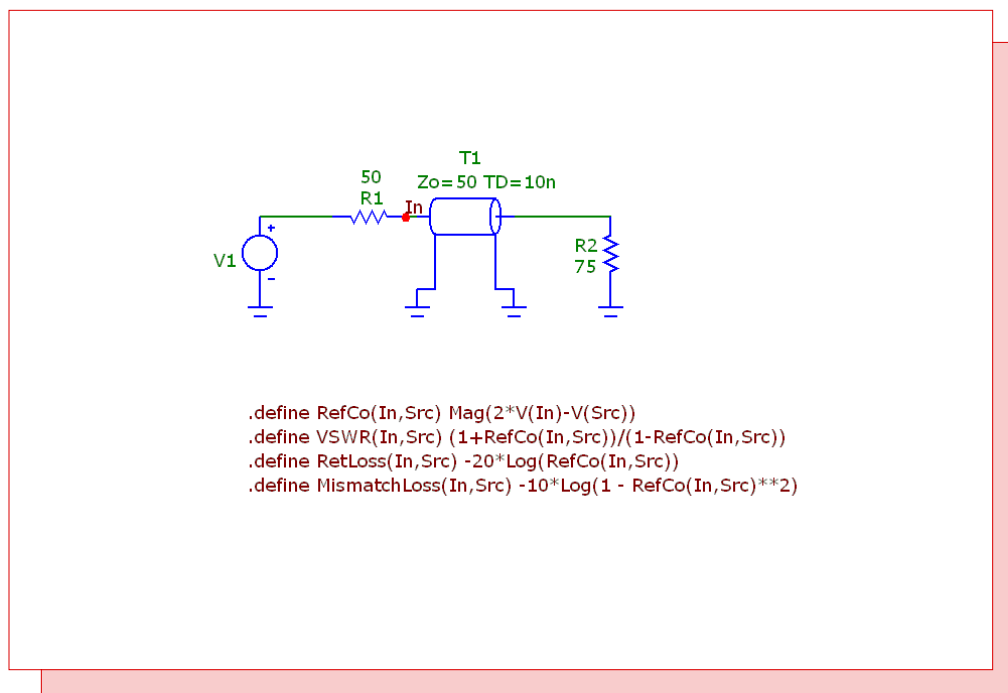 T1
Zo=50 TD=10n
50
R1
In
+
V1
-
R2
75
.define RefCo(In,Src) Mag(2*V(In)-V(Src))
.define VSWR(In,Src) (1+RefCo(In,Src))/(1-RefCo(In,Src))
.define RetLoss(In,Src) -20*Log(RefCo(In,Src))
.define MismatchLoss(In,Src) -10*Log(1 - RefCo(In,Src)**2)